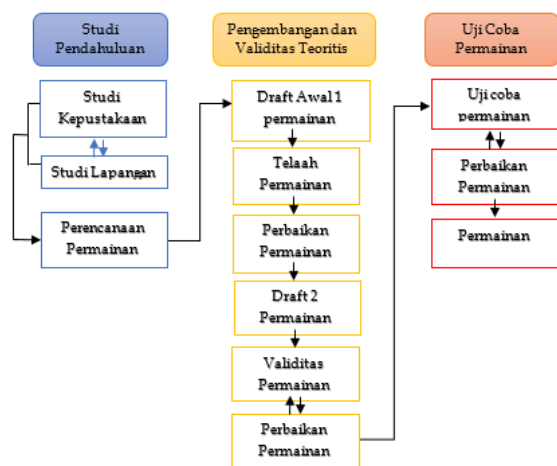 Studi
Pendahuluan
Pengembangan dan
Validitas Teoritis
Uji Coba
Permainan
Studi
Kepustakaan
Studi Lapangan
Perencanaan
Permainan
Draft Awal 1
permainan
Telaah
Permainan
Perbaikan
Permainan
Draft 2
Permainan
Validitas
Permainan
Perbaikan
Permainan
Uji coba
permainan
Perbaikan
Permainan
Permainan